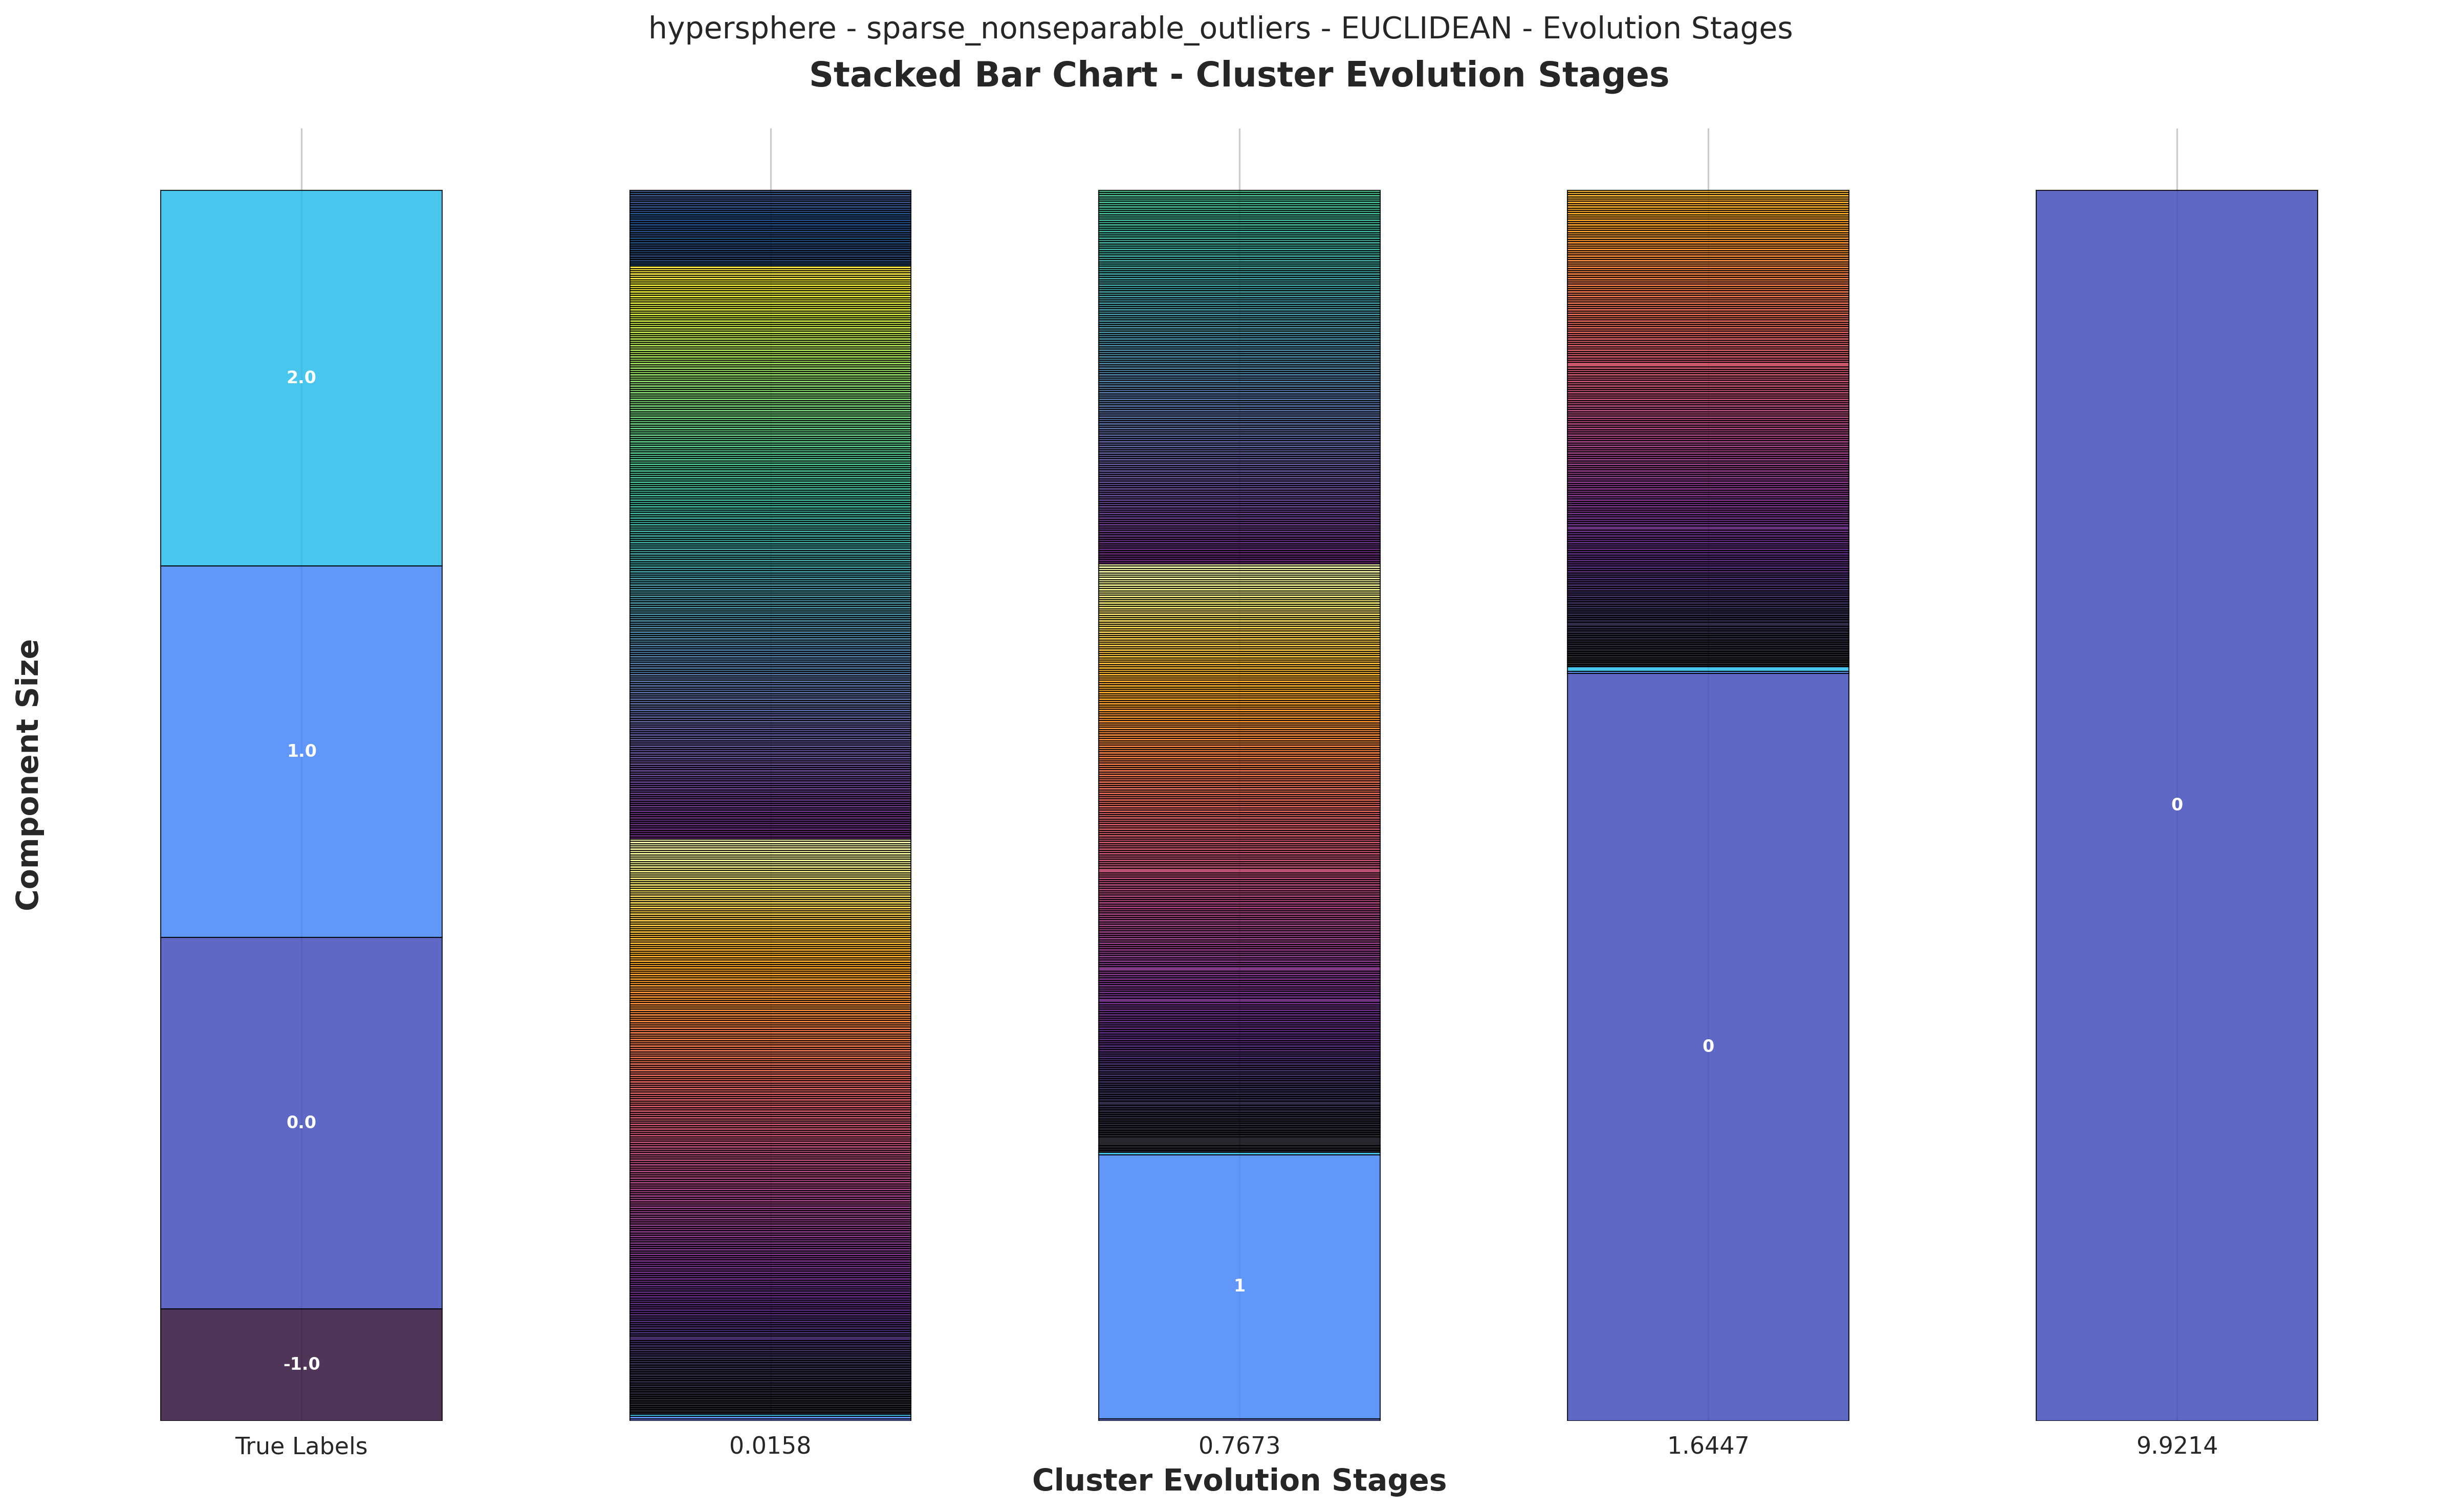 hypersphere - sparse_nonseparable_outliers - EUCLIDEAN - Evolution Stages
Stacked Bar Chart - Cluster Evolution Stages
Component Size
2.0
1.0
0.0
-1.0
1
0
0
True Labels
0.0158
0.7673
1.6447
9.9214
Cluster Evolution Stages